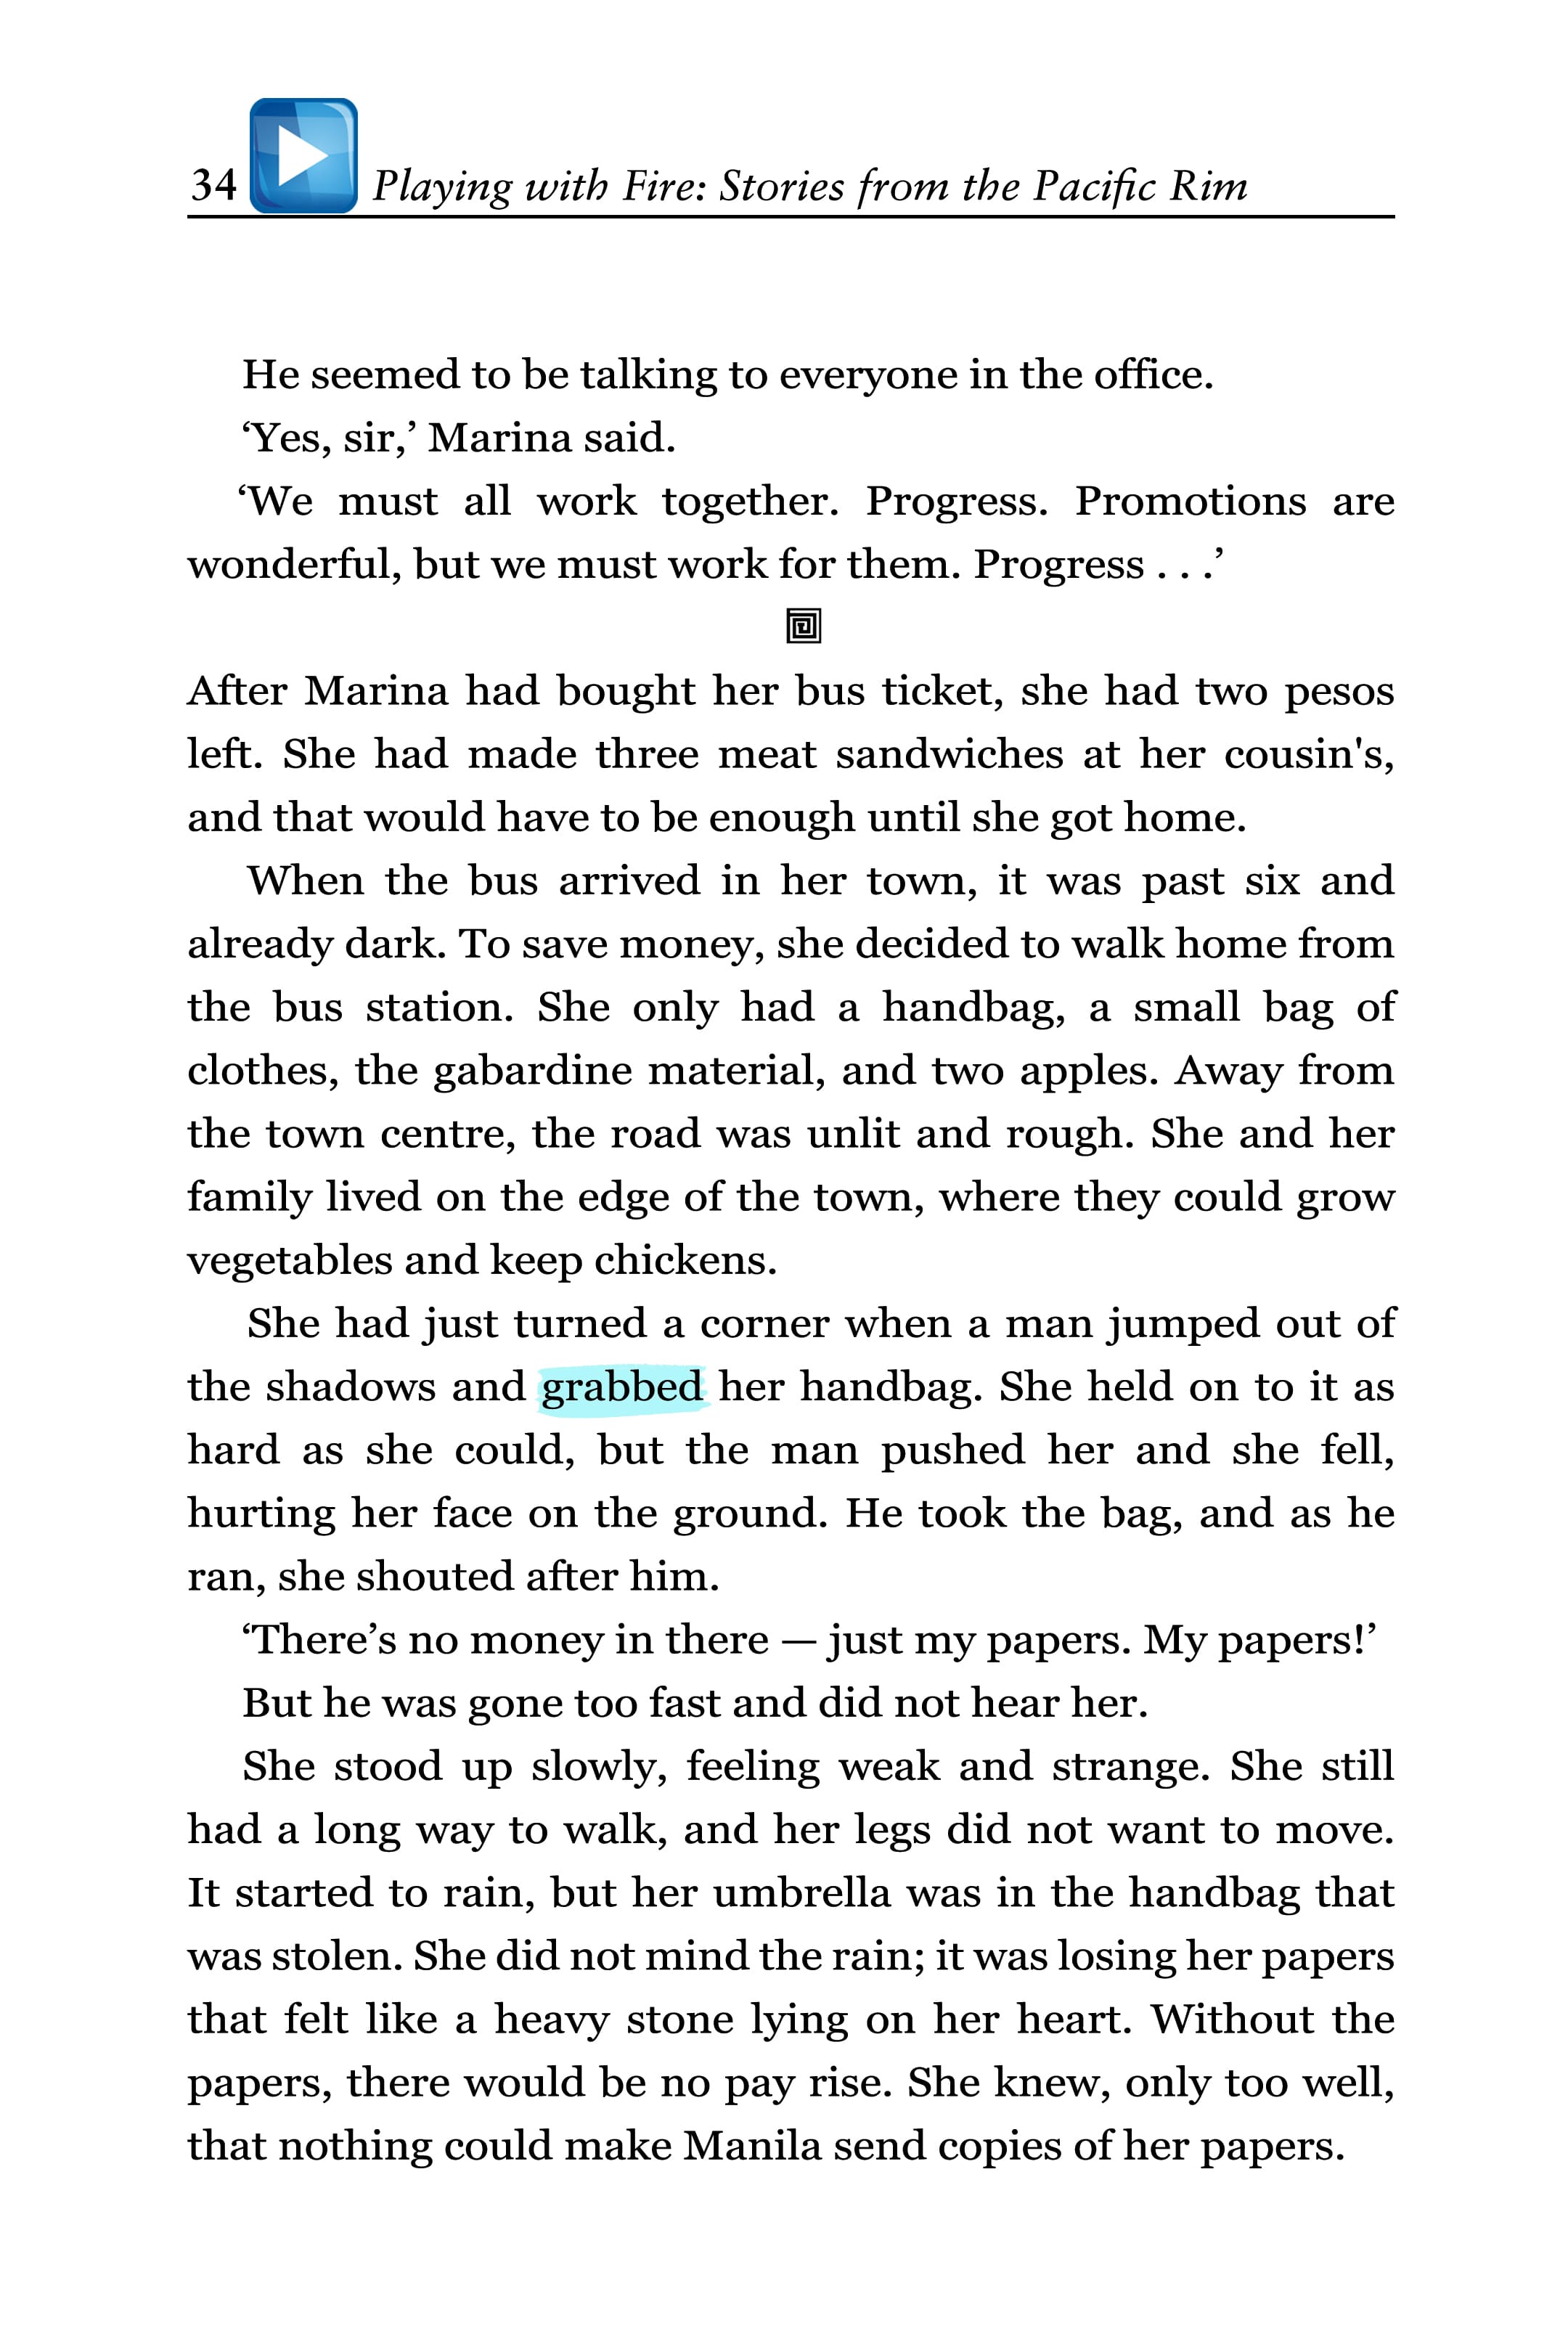 34 Playing with Fire: Stories from the Pacific Rim
He seemed to be talking to everyone in the office.
‘Yes, sir,’ Marina said.
‘We must all work together. Progress. Promotions are
wonderful, but we must work for them. Progress . . .’
After Marina had bought her bus ticket, she had two pesos
left. She had made three meat sandwiches at her cousin's,
and that would have to be enough until she got home.
When the bus arrived in her town, it was past six and
already dark. To save money, she decided to walk home from
the bus station. She only had a handbag, a small bag of
clothes, the gabardine material, and two apples. Away from
the town centre, the road was unlit and rough. She and her
family lived on the edge of the town, where they could grow
vegetables and keep chickens.
She had just turned a corner when a man jumped out of
the shadows and grabbed her handbag. She held on to it as
hard as she could, but the man pushed her and she fell,
hurting her face on the ground. He took the bag, and as he
ran, she shouted after him.
‘There’s no money in there — just my papers. My papers!’
But he was gone too fast and did not hear her.
She stood up slowly, feeling weak and strange. She still
had a long way to walk, and her legs did not want to move.
It started to rain, but her umbrella was in the handbag that
was stolen. She did not mind the rain; it was losing her papers
that felt like a heavy stone lying on her heart. Without the
papers, there would be no pay rise. She knew, only too well,
that nothing could make Manila send copies of her papers.